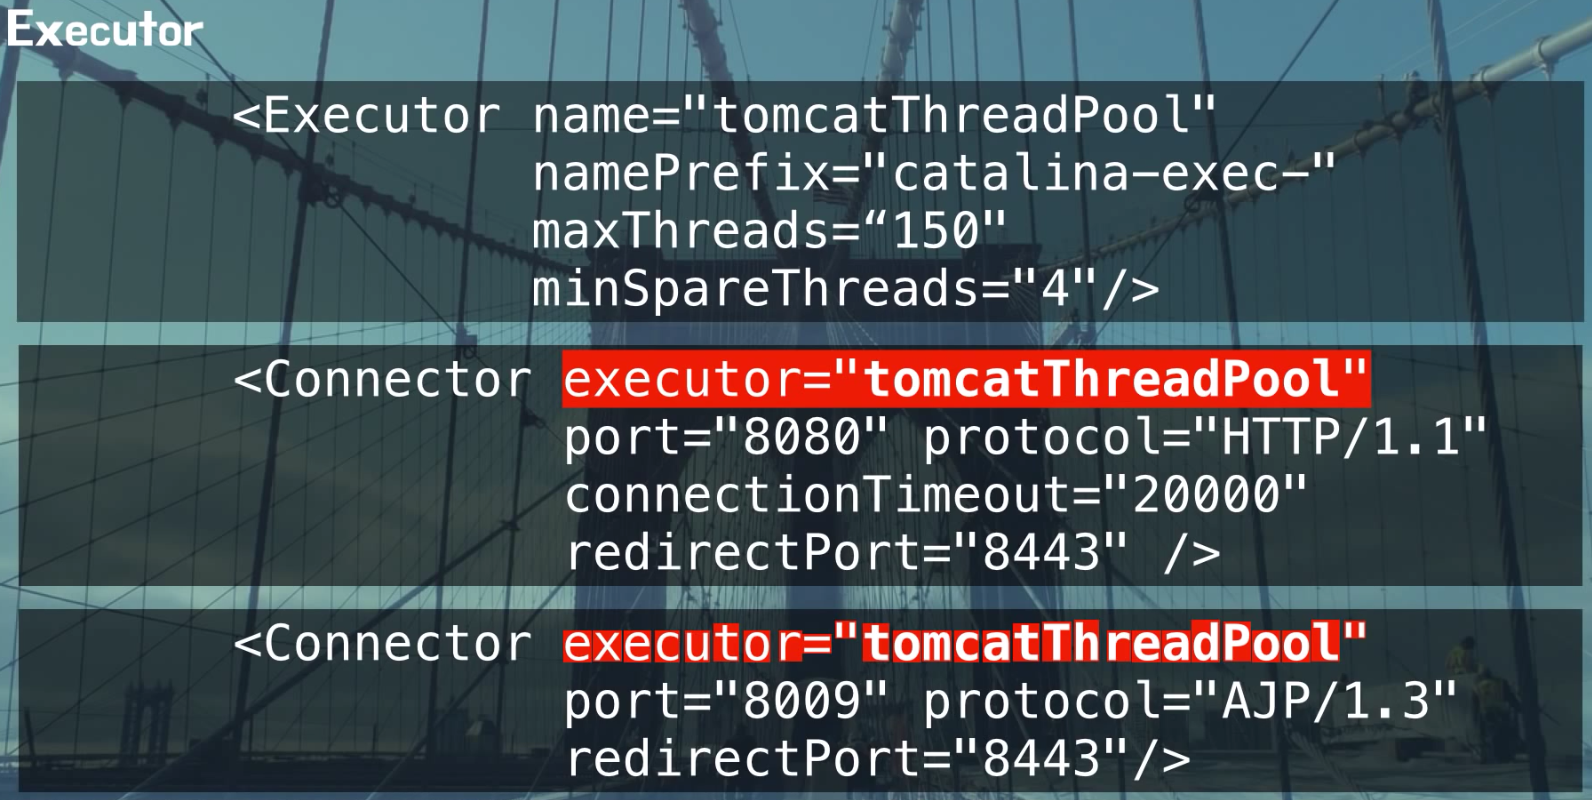 Executor
<Executor name="tomcatThreadPool"
namePrefix="catalina-exec-"
maxThreads=“150"
minSpareThreads="4"/>
<Connector executor="tomcatThreadPool"
port="8080" protocol="HTTP/1.1"
connectionTimeout="20000"
redirectPort="8443" />
<Connector executor="tomcatThreadPool"
port="8009" protocol="AJP/1.3"
redirectPort="8443"/>